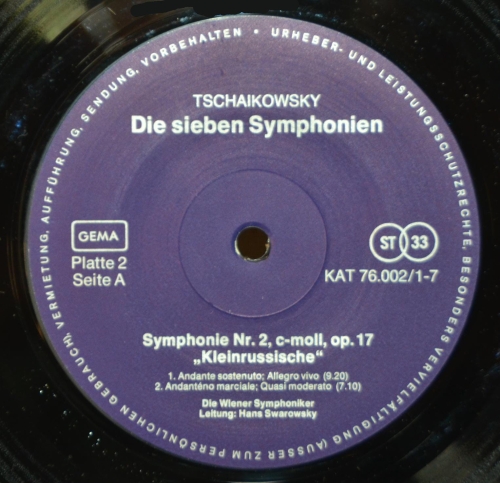 URHEBER- UND LEISTUNGSSCHUTZRECHTE, BESONDERS VERVIELFÄLTIGUNG (AUSSER ZUM PERSÖNLICHEN GEBRAUCH), VERMIETUNG, AUFFÜHRUNG, SENDUNG, VORBEHALTEN •
TSCHAIKOWSKY
Die sieben Symphonien
GEMA
ST 33
Platte 2
Seite A
KAT 76.002/1-7
Symphonie Nr. 2, c-moll, op. 17
„Kleinrussische“
1. Andante sostenuto; Allegro vivo (9.20)
2. Andanténo marciale; Quasi moderato (7.10)
Die Wiener Symphoniker
Leitung: Hans Swarowsky